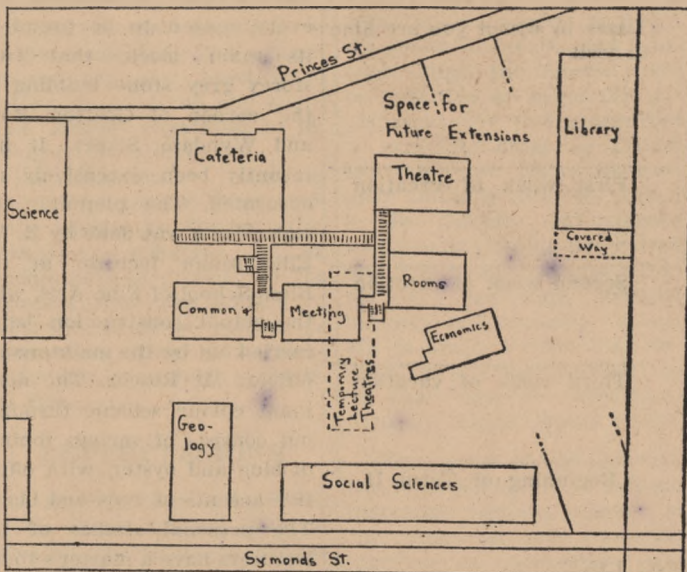 Princes St.
Space for
Future Extensions
Library
Cafeteria
Theatre
Science
Covered
Way
Common &
Meeting
Rooms
Economics
Temporary
Lecture
Theatres
Geo-
logy
Social Sciences
Symonds St.